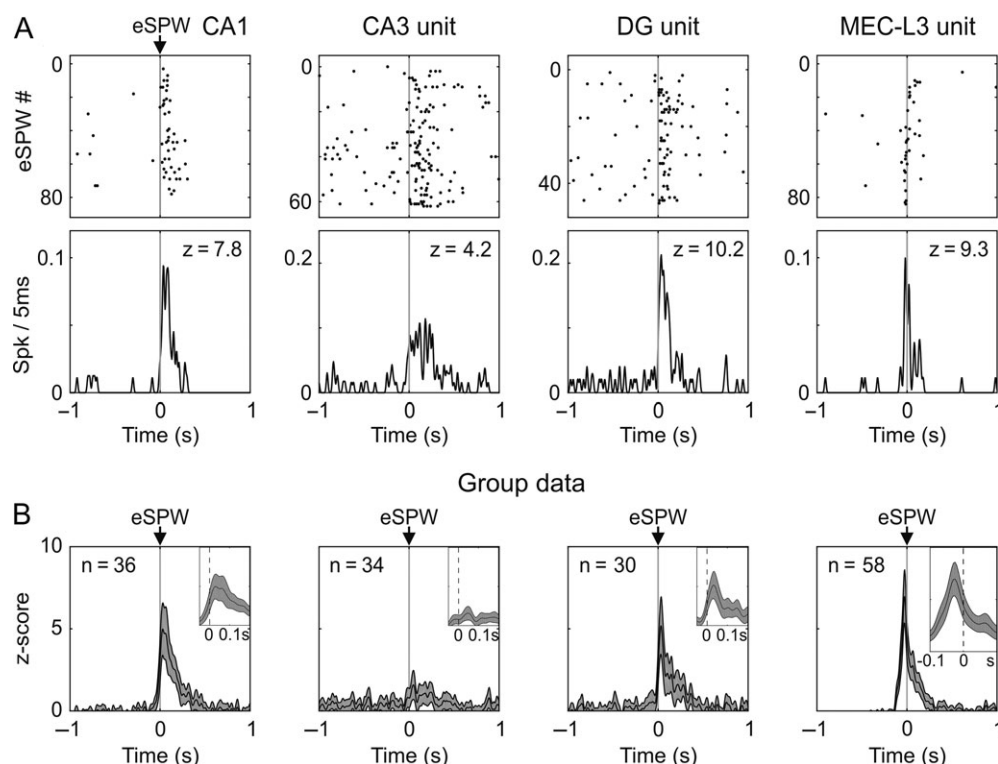 A
eSPW CA1
CA3 unit
DG unit
MEC-L3 unit
eSPW #
0
40
80
0
30
60
0
20
40
0
40
80
Spk / 5ms
0.1
0
z = 7.8
0.2
0
z = 4.2
0.2
0
z = 10.2
0.1
0
z = 9.3
−1 0 1
−1 0 1
−1 0 1
−1 0 1
Time (s)
Time (s)
Time (s)
Time (s)
Group data
B
eSPW
eSPW
eSPW
eSPW
z-score
10
5
0
n = 36
n = 34
n = 30
n = 58
0 0.1s
0 0.1s
0 0.1s
-0.1 0 s
−1 0 1
−1 0 1
−1 0 1
−1 0 1
Time (s)
Time (s)
Time (s)
Time (s)